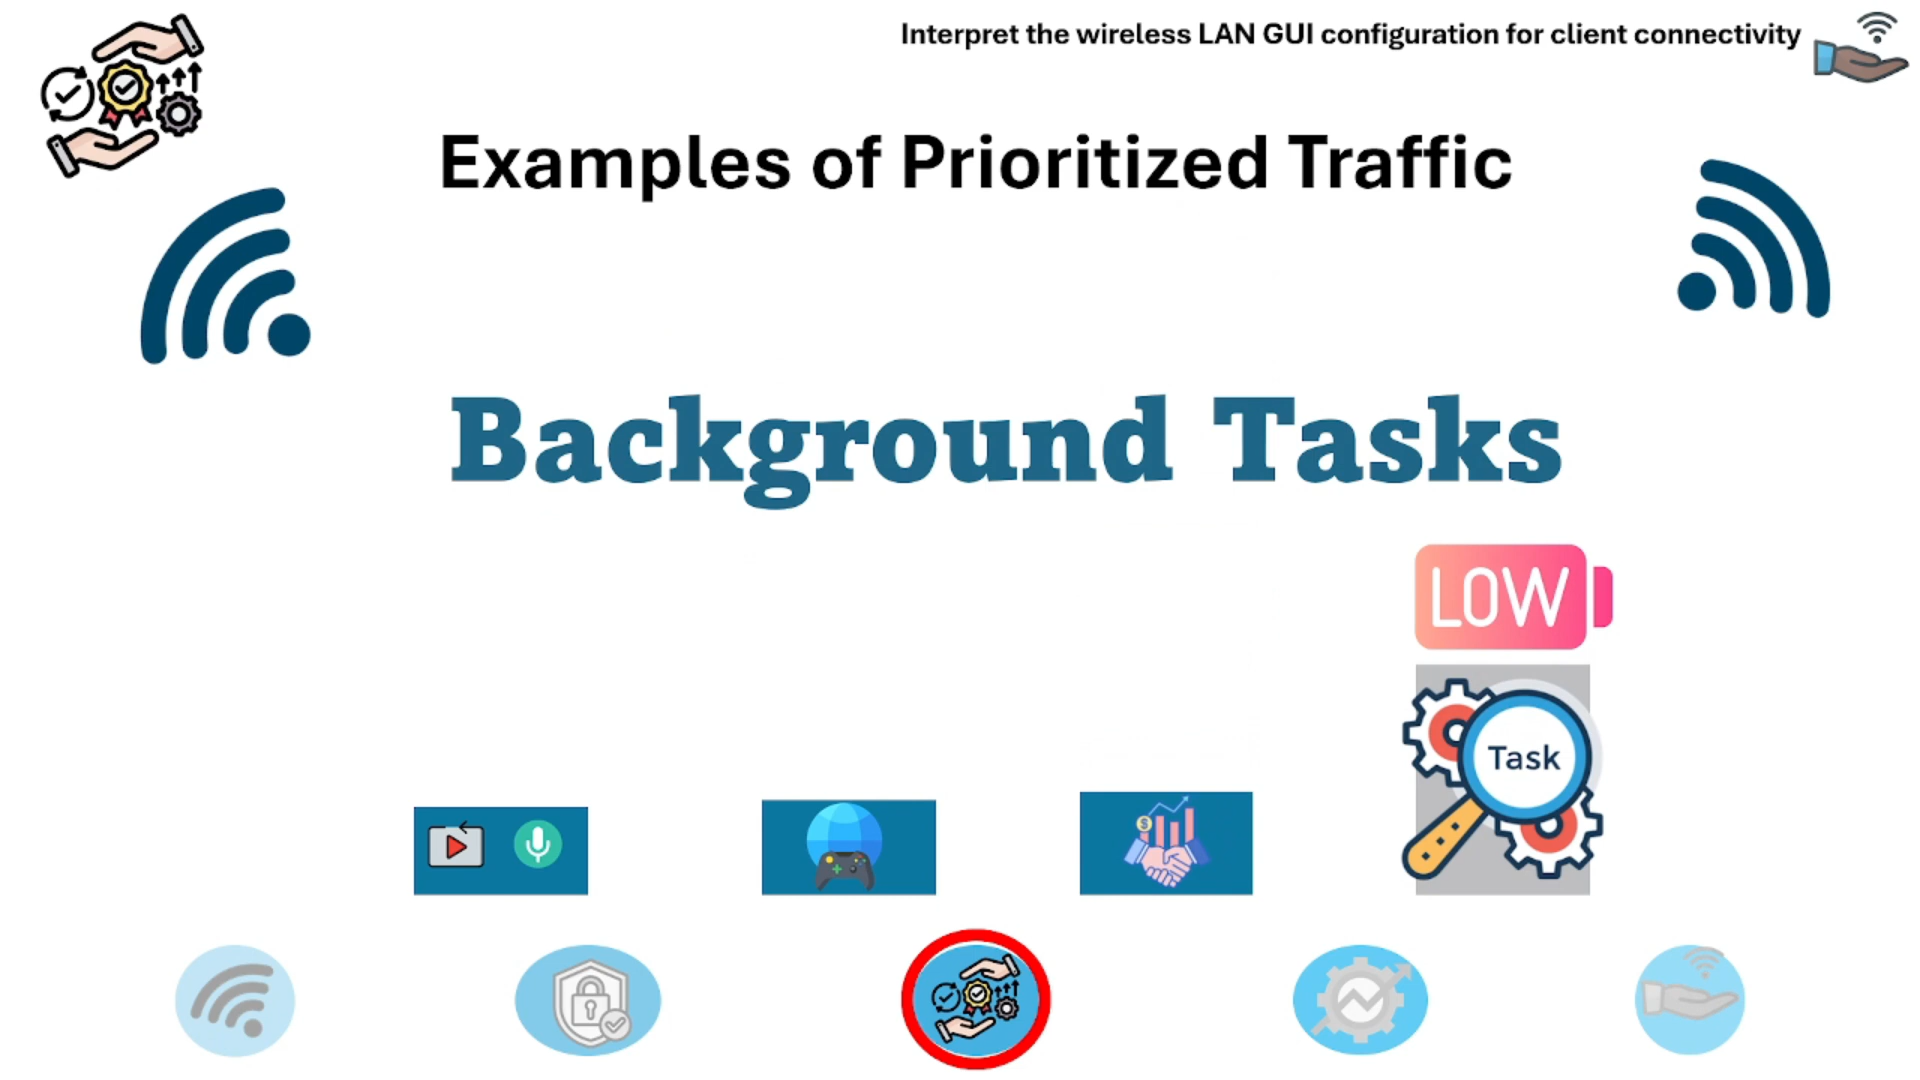 Interpret the wireless LAN GUI configuration for client connectivity
Examples of Prioritized Traffic
Background Tasks
LOW
Task